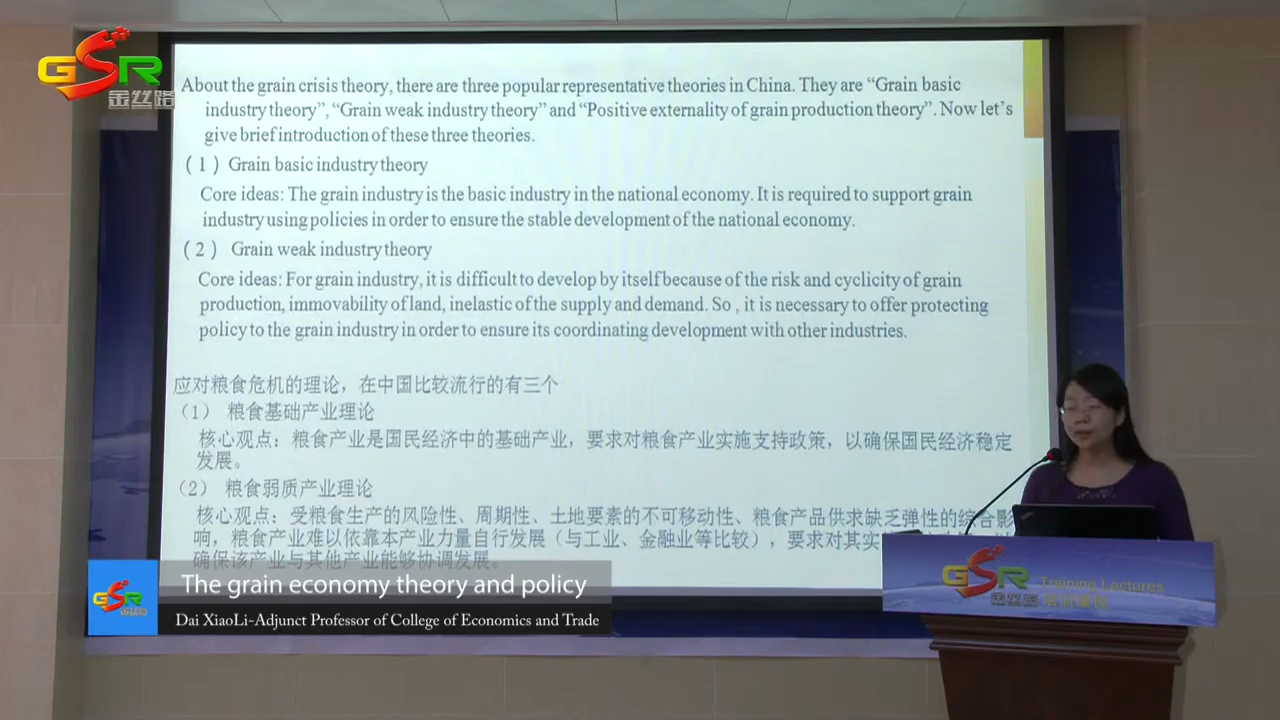 GSR
金丝路
About the grain crisis theory, there are three popular representative theories in China. They are “Grain basic
industry theory”, “Grain weak industry theory” and “Positive externality of grain production theory”. Now let’s
give brief introduction of these three theories.
(1) Grain basic industry theory
Core ideas: The grain industry is the basic industry in the national economy. It is required to support grain
industry using policies in order to ensure the stable development of the national economy.
(2) Grain weak industry theory
Core ideas: For grain industry, it is difficult to develop by itself because of the risk and cyclicity of grain
production, immovability of land, inelastic of the supply and demand. So , it is necessary to offer protecting
policy to the grain industry in order to ensure its coordinating development with other industries.
应对粮食危机的理论，在中国比较流行的有三个
（1） 粮食基础产业理论
核心观点：粮食产业是国民经济中的基础产业，要求对粮食产业实施支持政策，以确保国民经济稳定
发展。
（2） 粮食弱质产业理论
核心观点：受粮食生产的风险性、周期性、土地要素的不可移动性、粮食产品供求缺乏弹性的综合影
响，粮食产业难以依靠本产业力量自行发展（与工业、金融业等比较），要求对其实
确保该产业与其他产业能够协调发展。
GSR
The grain economy theory and policy
Dai XiaoLi-Adjunct Professor of College of Economics and Trade
GSR
金丝路
Training Lectures
培训课程